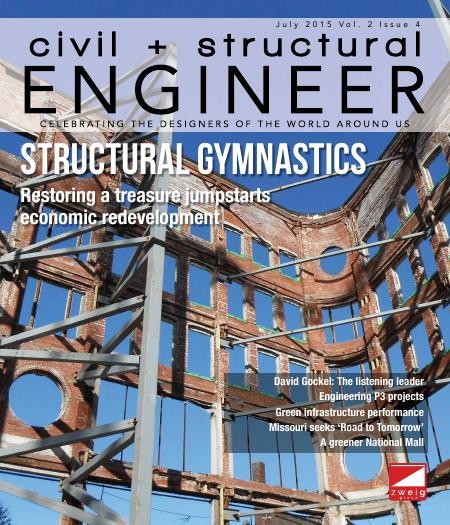 July 2015 Vol. 2 Issue 4
civil + structural
ENGINEER
CELEBRATING THE DESIGNERS OF THE WORLD AROUND US
STRUCTURAL GYMNASTICS
Restoring a treasure jumpstarts
economic redevelopment
David Gockel: The listening leader
Engineering P3 projects
Green infrastructure performance
Missouri seeks 'Road to Tomorrow'
A greener National Mall
zweig
group